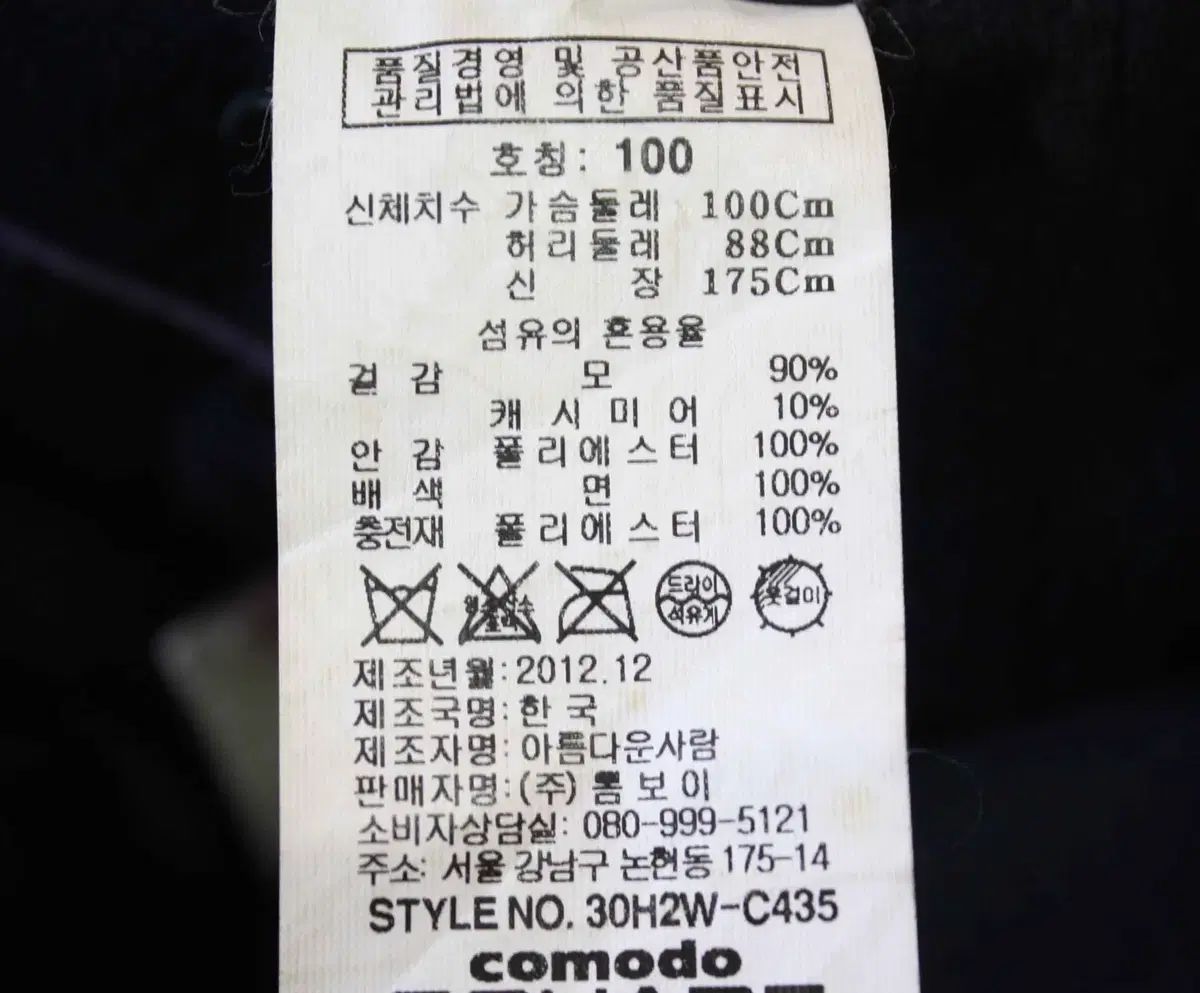 품질경영 및 공산품안전
관리법에 의한 품질표시
호칭: 100
신체치수 가슴둘레 100Cm
허리둘레 88Cm
신 장 175Cm
섬유의 혼용율
겉 감 모 90%
캐 시 미 어 10%
안 감 폴리에스터 100%
배 색 면 100%
충전재 폴리에스터 100%
드라이
석유계
옷걸이
제조년월:2012.12
제조국명:한국
제조자명:아름다운사람
판매자명:(주)톰보이
소비자상담실: 080-999-5121
주소: 서울 강남구 논현동 175-14
STYLE NO. 30H2W-C435
comodo